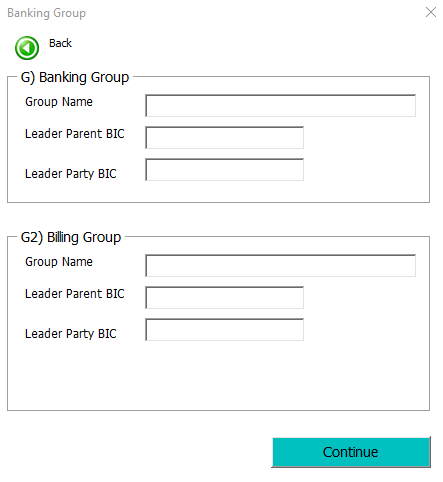 Banking Group
Back
G) Banking Group
Group Name
Leader Parent BIC
Leader Party BIC
G2) Billing Group
Group Name
Leader Parent BIC
Leader Party BIC
Continue